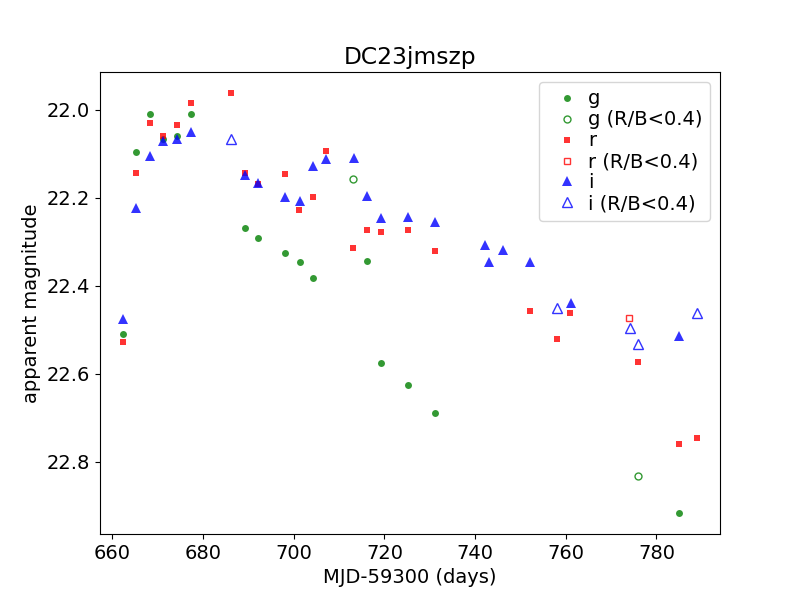 DC23jmszp
g
g (R/B<0.4)
r
r (R/B<0.4)
i
i (R/B<0.4)
apparent magnitude
22.0
22.2
22.4
22.6
22.8
660 680 700 720 740 760 780
MJD-59300 (days)